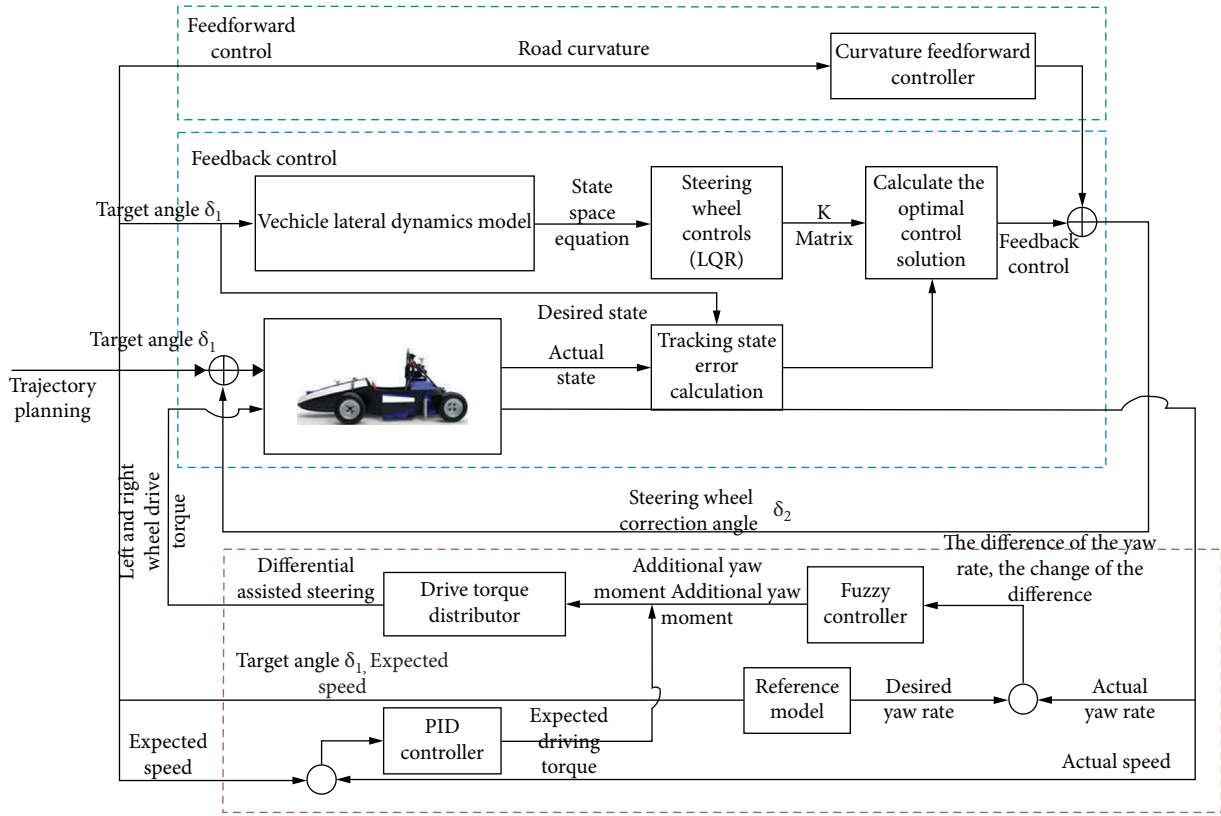 Feedforward
control
Road curvature
Curvature feedforward
controller
Feedback control
Target angle δ1
Vechicle lateral dynamics model
State
space
equation
Steering
wheel
controls
(LQR)
K
Matrix
Calculate the
optimal
control
solution
Feedback
control
Desired state
Target angle δ1
Trajectory
planning
Actual
state
Tracking state
error
calculation
Left and right
wheel drive
torque
Steering wheel
correction angle δ2
The difference of the yaw
rate, the change of the
difference
Differential
assisted steering
Drive torque
distributor
Additional yaw
moment Additional yaw
moment
Fuzzy
controller
Target angle δ1, Expected
speed
Reference
model
Desired
yaw rate
Actual
yaw rate
Expected
speed
PID
controller
Expected
driving
torque
Actual speed